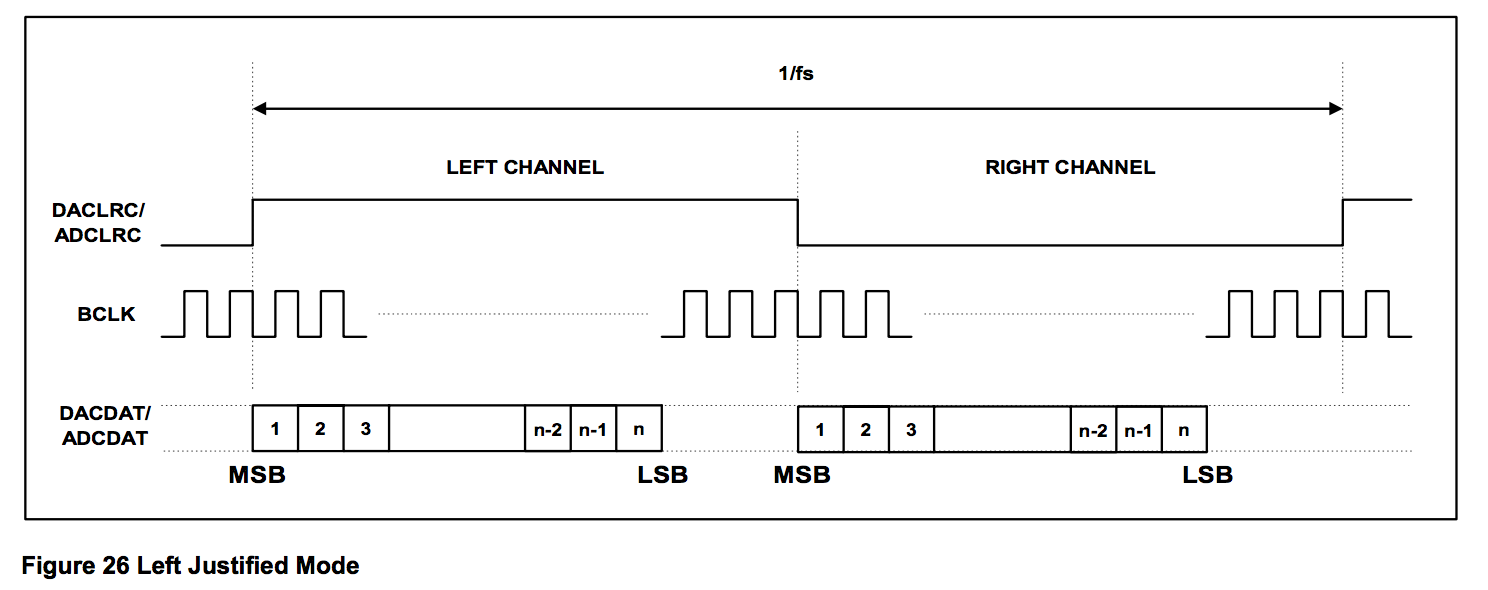 1/fs
LEFT CHANNEL RIGHT CHANNEL
DACLRC/
ADCLRC
BCLK
DACDAT/
ADCDAT
1 2 3 n-2 n-1 n 1 2 3 n-2 n-1 n
MSB LSB MSB LSB
Figure 26 Left Justified Mode